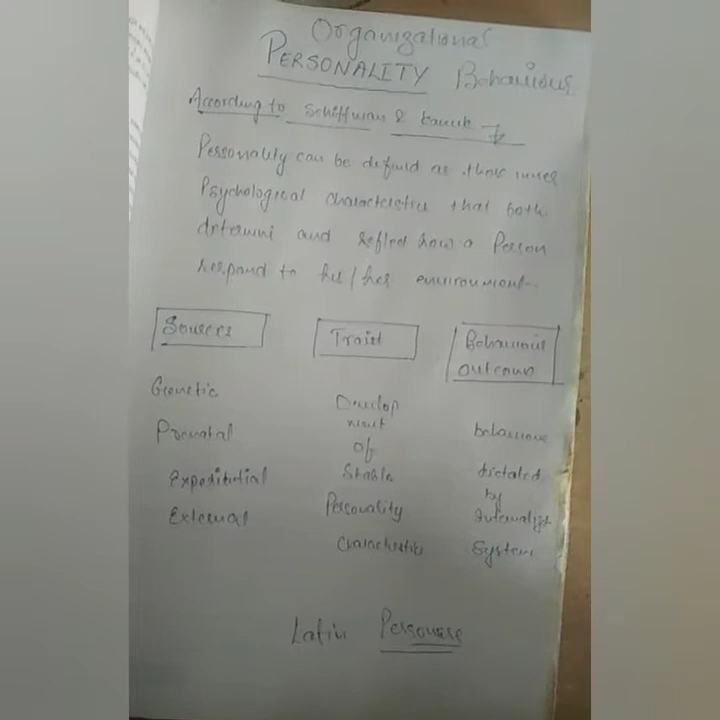 Organizational
PERSONALITY Behaviour
According to Schiffman & Kanuk
Personality can be defined as those inner
Psychological characteristics that both
determine and reflect how a Person
respond to his/her environment.
Sources
Trait
Behaviour
outcome
Genetic
Prenatal
External
Develop
ment
of
Stable
Personality
Characteristics
behaviour
dictated
by
System
Latin